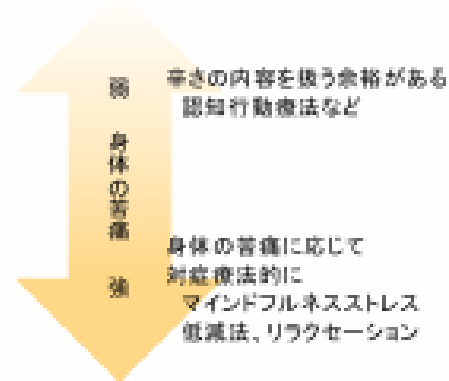 弱 身体の苦痛 強
辛さの内容を扱う余裕がある
認知行動療法など
身体の苦痛に応じて
対症療法的に
マインドフルネスストレス
低減法、リラクセーション